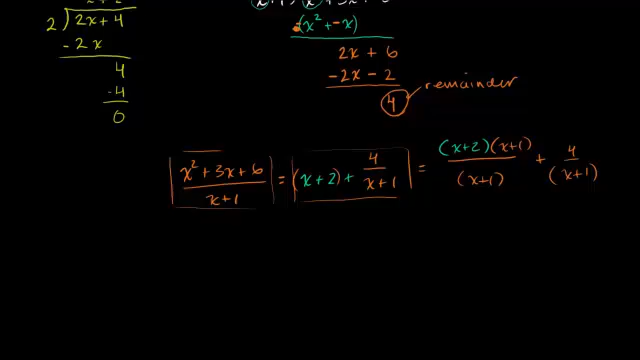 2 ) 2x + 4
- 2x
4
-4
0
-(x² + -x)
2x + 6
-2x - 2
4 remainder
x² + 3x + 6 / x+1 = (x+2) + 4 / x+1 = (x+2)(x+1) / (x+1) + 4 / (x+1)